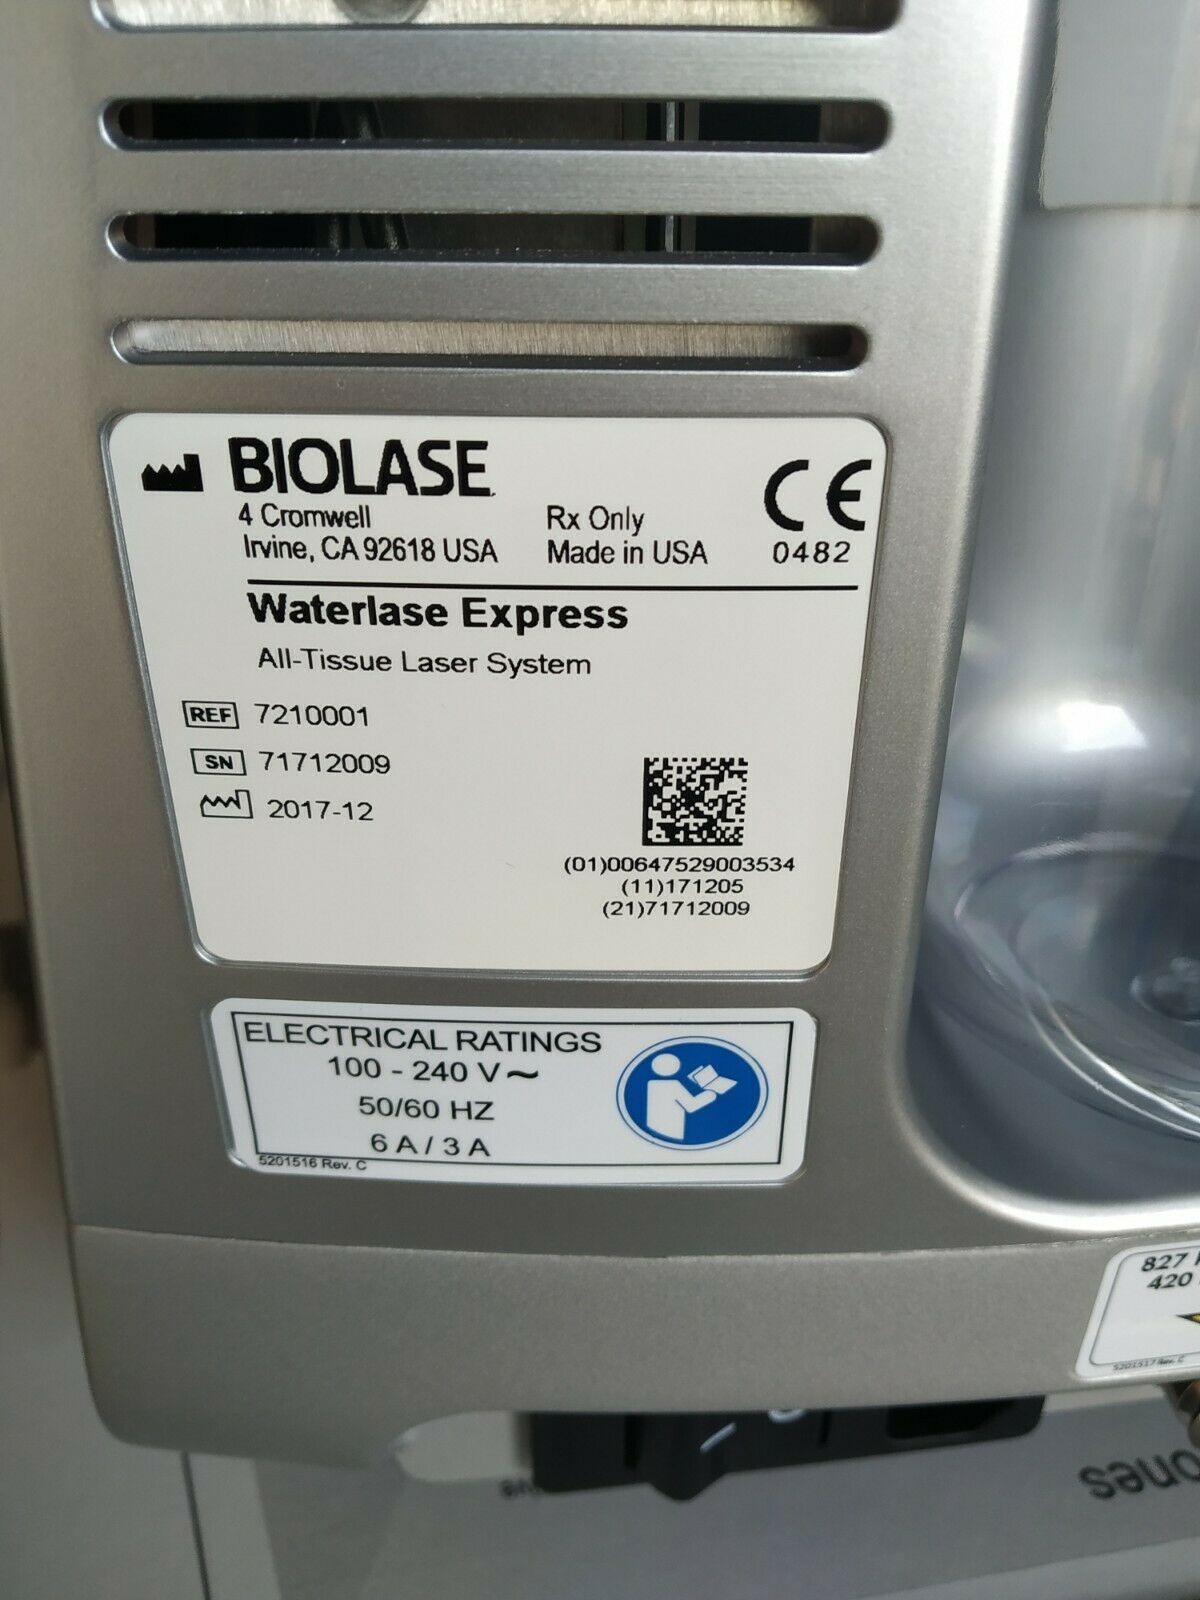 BIOLASE
4 Cromwell
Irvine, CA 92618 USA
Rx Only
Made in USA
CE
0482
Waterlase Express
All-Tissue Laser System
REF 7210001
SN 71712009
2017-12
(01)00647529003534
(11)171205
(21)71712009
ELECTRICAL RATINGS
100 - 240 V~
50/60 HZ
6 A / 3 A
5201516 Rev. C
827
420
5201517 Rev. C